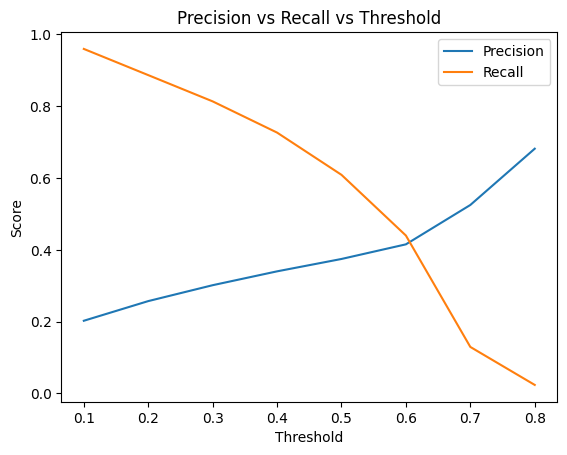 Precision vs Recall vs Threshold
Precision
Recall
Score
1.0
0.8
0.6
0.4
0.2
0.0
0.1 0.2 0.3 0.4 0.5 0.6 0.7 0.8
Threshold